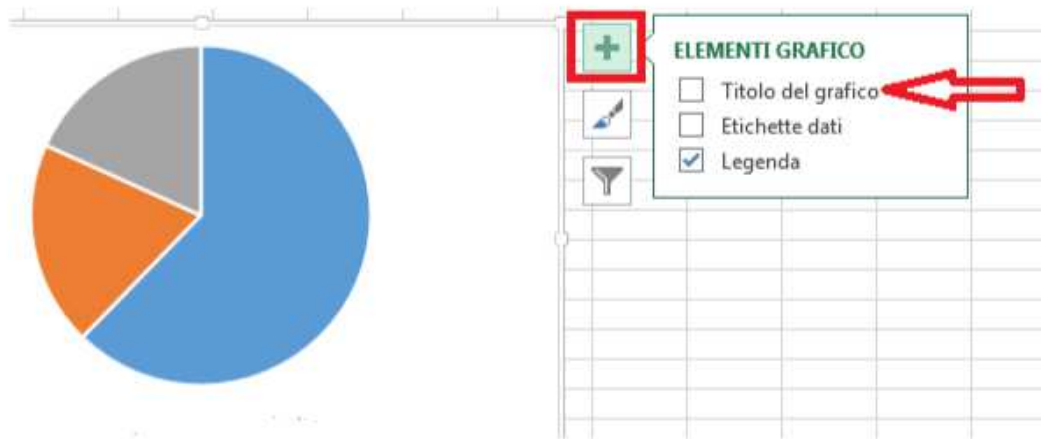 ELEMENTI GRAFICO
Titolo del grafico
Etichette dati
Legenda